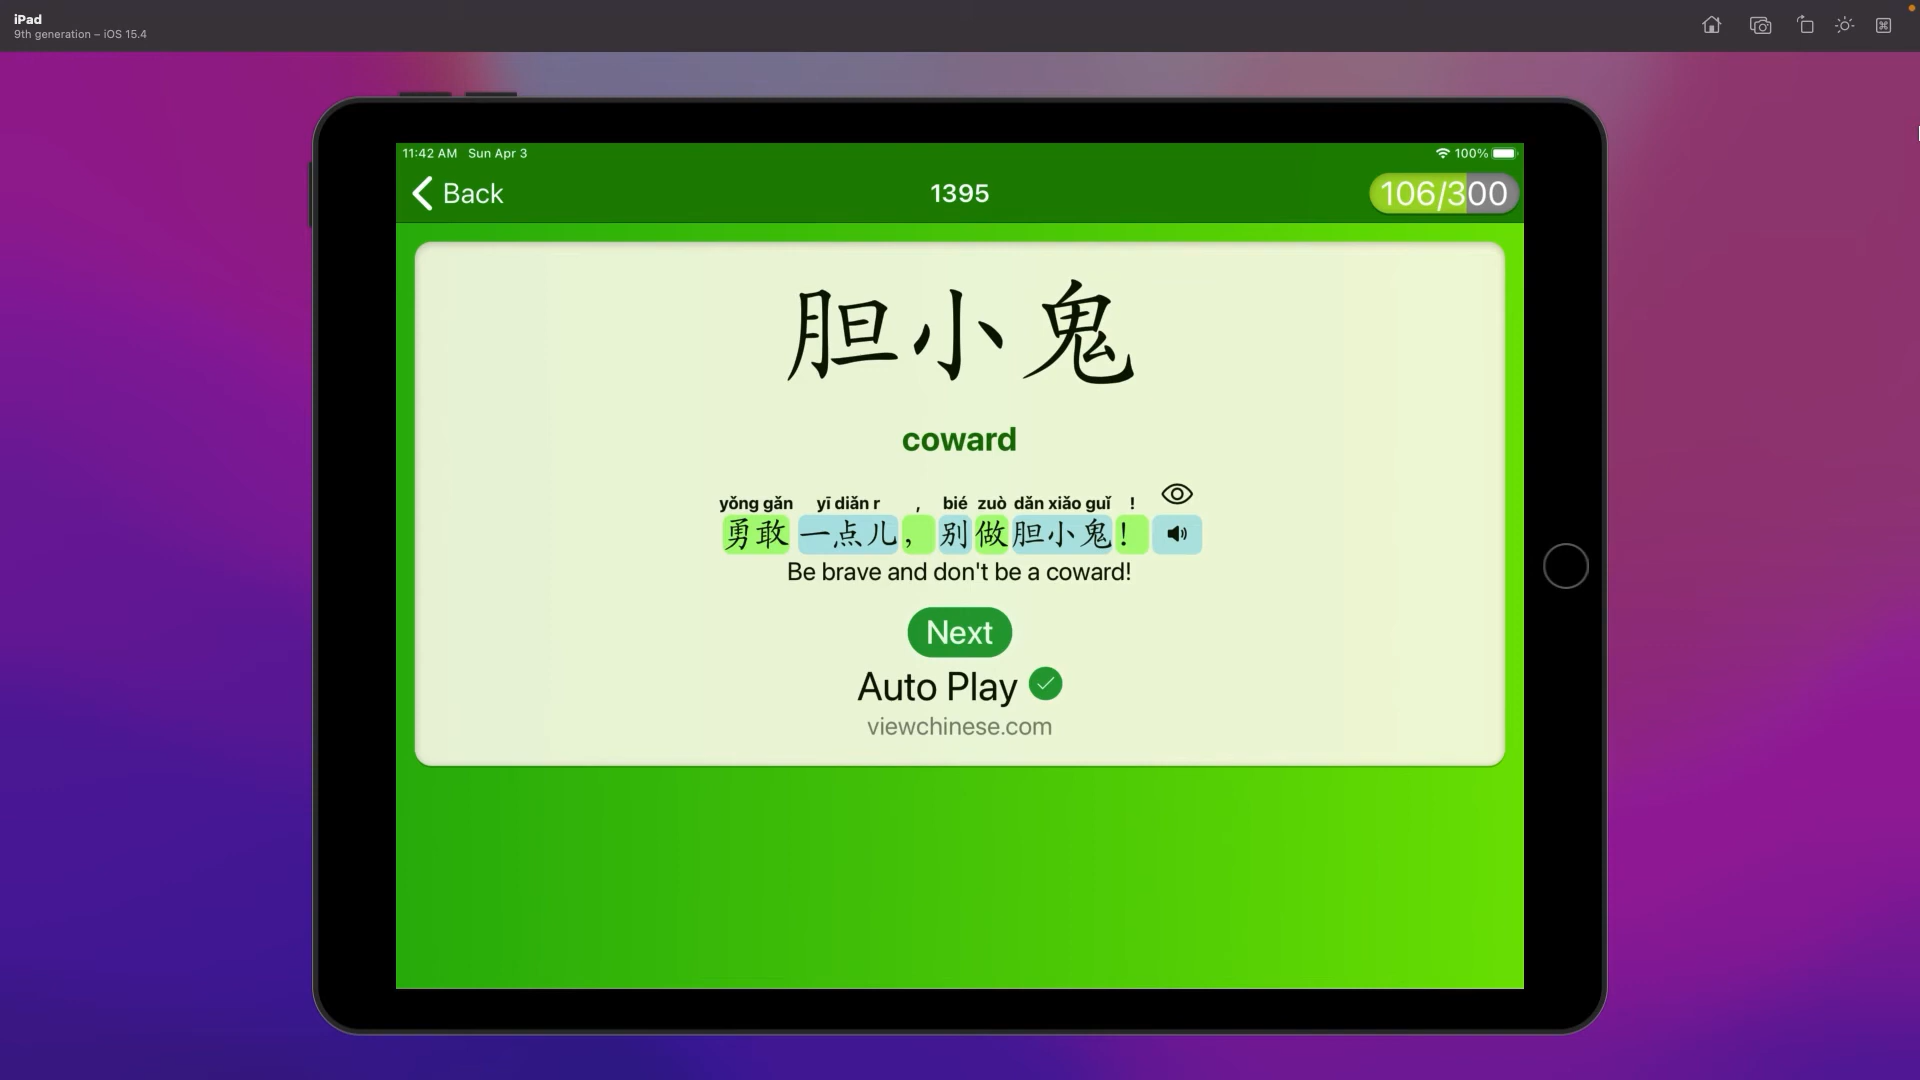 iPad
9th generation – iOS 15.4
11:42 AM Sun Apr 3
100%
Back
1395
106/300
胆小鬼
coward
yǒng gǎn yī diǎn r , bié zuò dǎn xiǎo guǐ !
勇敢一点儿，别做胆小鬼！
Be brave and don't be a coward!
Next
Auto Play
viewchinese.com